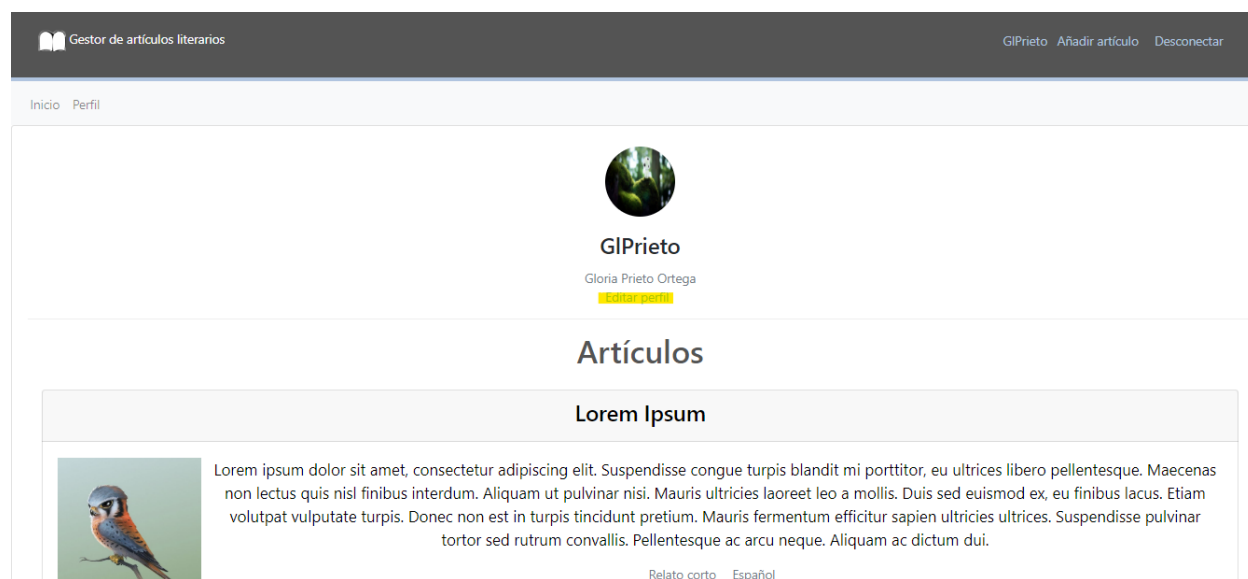 Gestor de artículos literarios
GlPrieto Añadir artículo Desconectar
Inicio Perfil
GlPrieto
Gloria Prieto Ortega
Editar perfil
Artículos
Lorem Ipsum
Lorem ipsum dolor sit amet, consectetur adipiscing elit. Suspendisse congue turpis blandit mi porttitor, eu ultrices libero pellentesque. Maecenas
non lectus quis nisl finibus interdum. Aliquam ut pulvinar nisi. Mauris ultricies laoreet leo a mollis. Duis sed euismod ex, eu finibus lacus. Etiam
volutpat vulputate turpis. Donec non est in turpis tincidunt pretium. Mauris fermentum efficitur sapien ultricies ultrices. Suspendisse pulvinar
tortor sed rutrum convallis. Pellentesque ac arcu neque. Aliquam ac dictum dui.
Relato corto Español